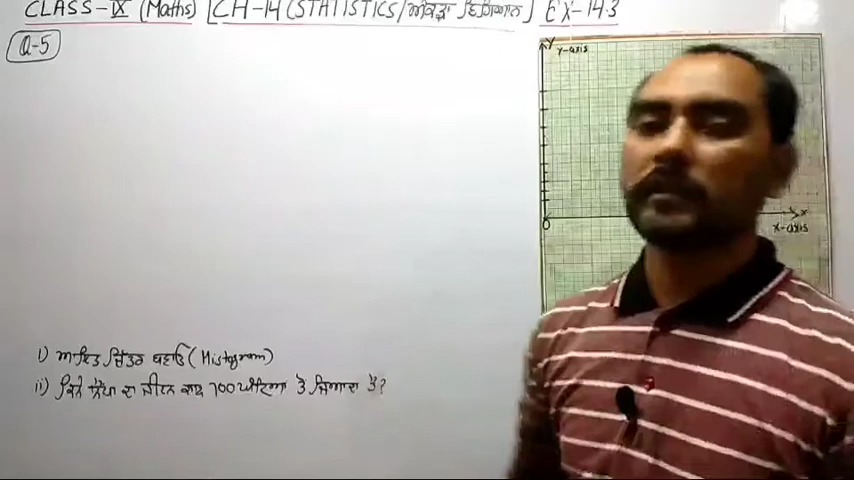 CLASS-IX (Maths) [CH-14 (STATISTICS/ਅੰਕੜਾ ਵਿਗਿਆਨ] EX-14.3
Q-5
Y
Y-axis
O
X
X-axis
i) ਆਇਤ ਚਿੱਤਰ ਬਣਾਓ (Histogram)
ii) ਕਿੰਨੇ ਲੈਂਪਾ ਦਾ ਜੀਵਨ ਕਾਲ 700 ਘੰਟਿਆ ਤੋਂ ਜਿਆਦਾ ਹੈ?